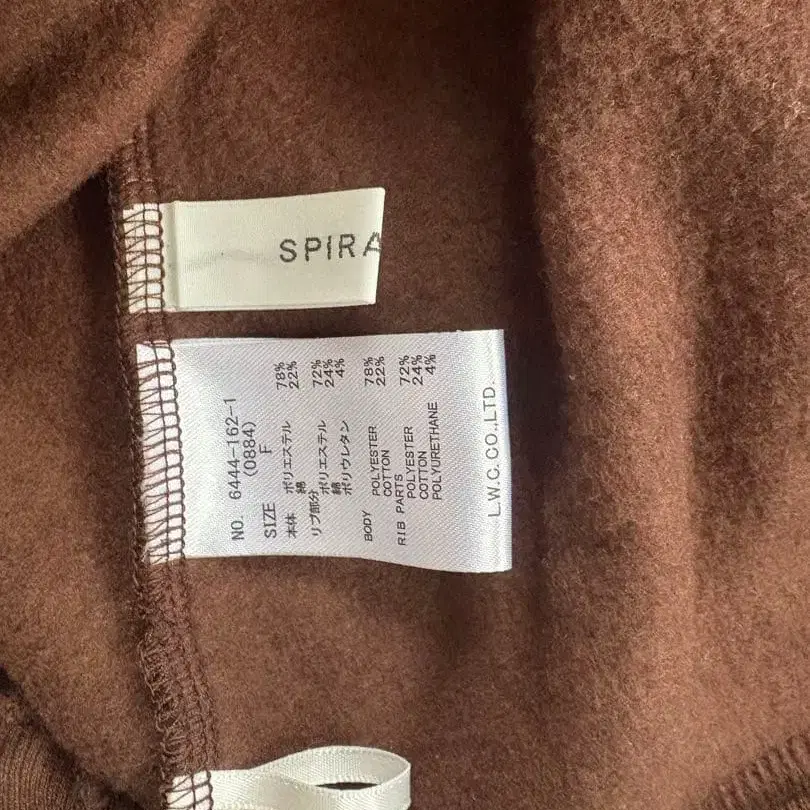 SPIRA
NO. 6444-162-1
(0884)
SIZE F
本体 ポリエステル 78%
綿 22%
リブ部分
ポリエステル 72%
綿 24%
ポリウレタン 4%
BODY
POLYESTER 78%
COTTON 22%
RIB PARTS
POLYESTER 72%
COTTON 24%
POLYURETHANE 4%
L.W.C.CO.,LTD.